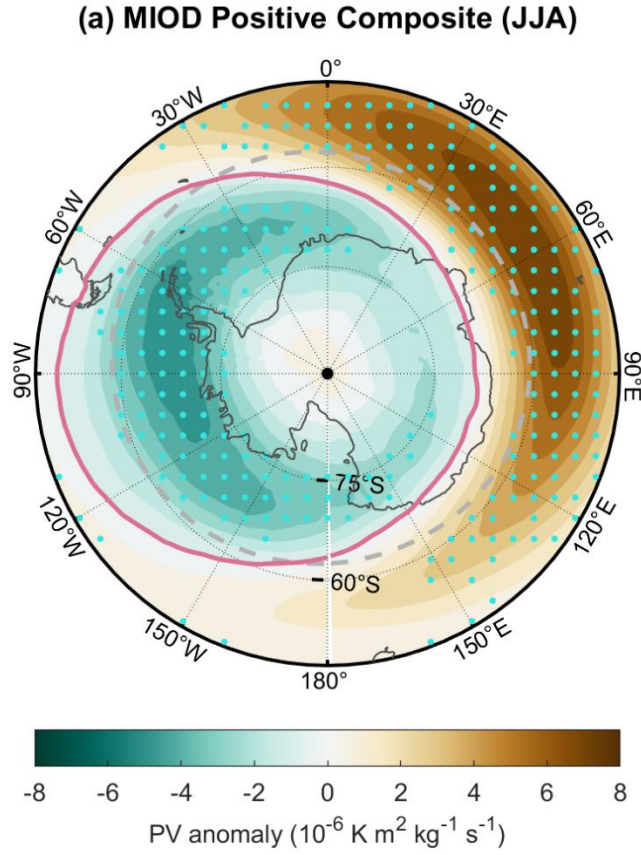 (a) MIOD Positive Composite (JJA)
0°
30°W
30°E
60°W
60°E
90°W
90°E
75°S
120°W
120°E
60°S
150°W
150°E
180°
-8 -6 -4 -2 0 2 4 6 8
PV anomaly (10⁻⁶ K m² kg⁻¹ s⁻¹)